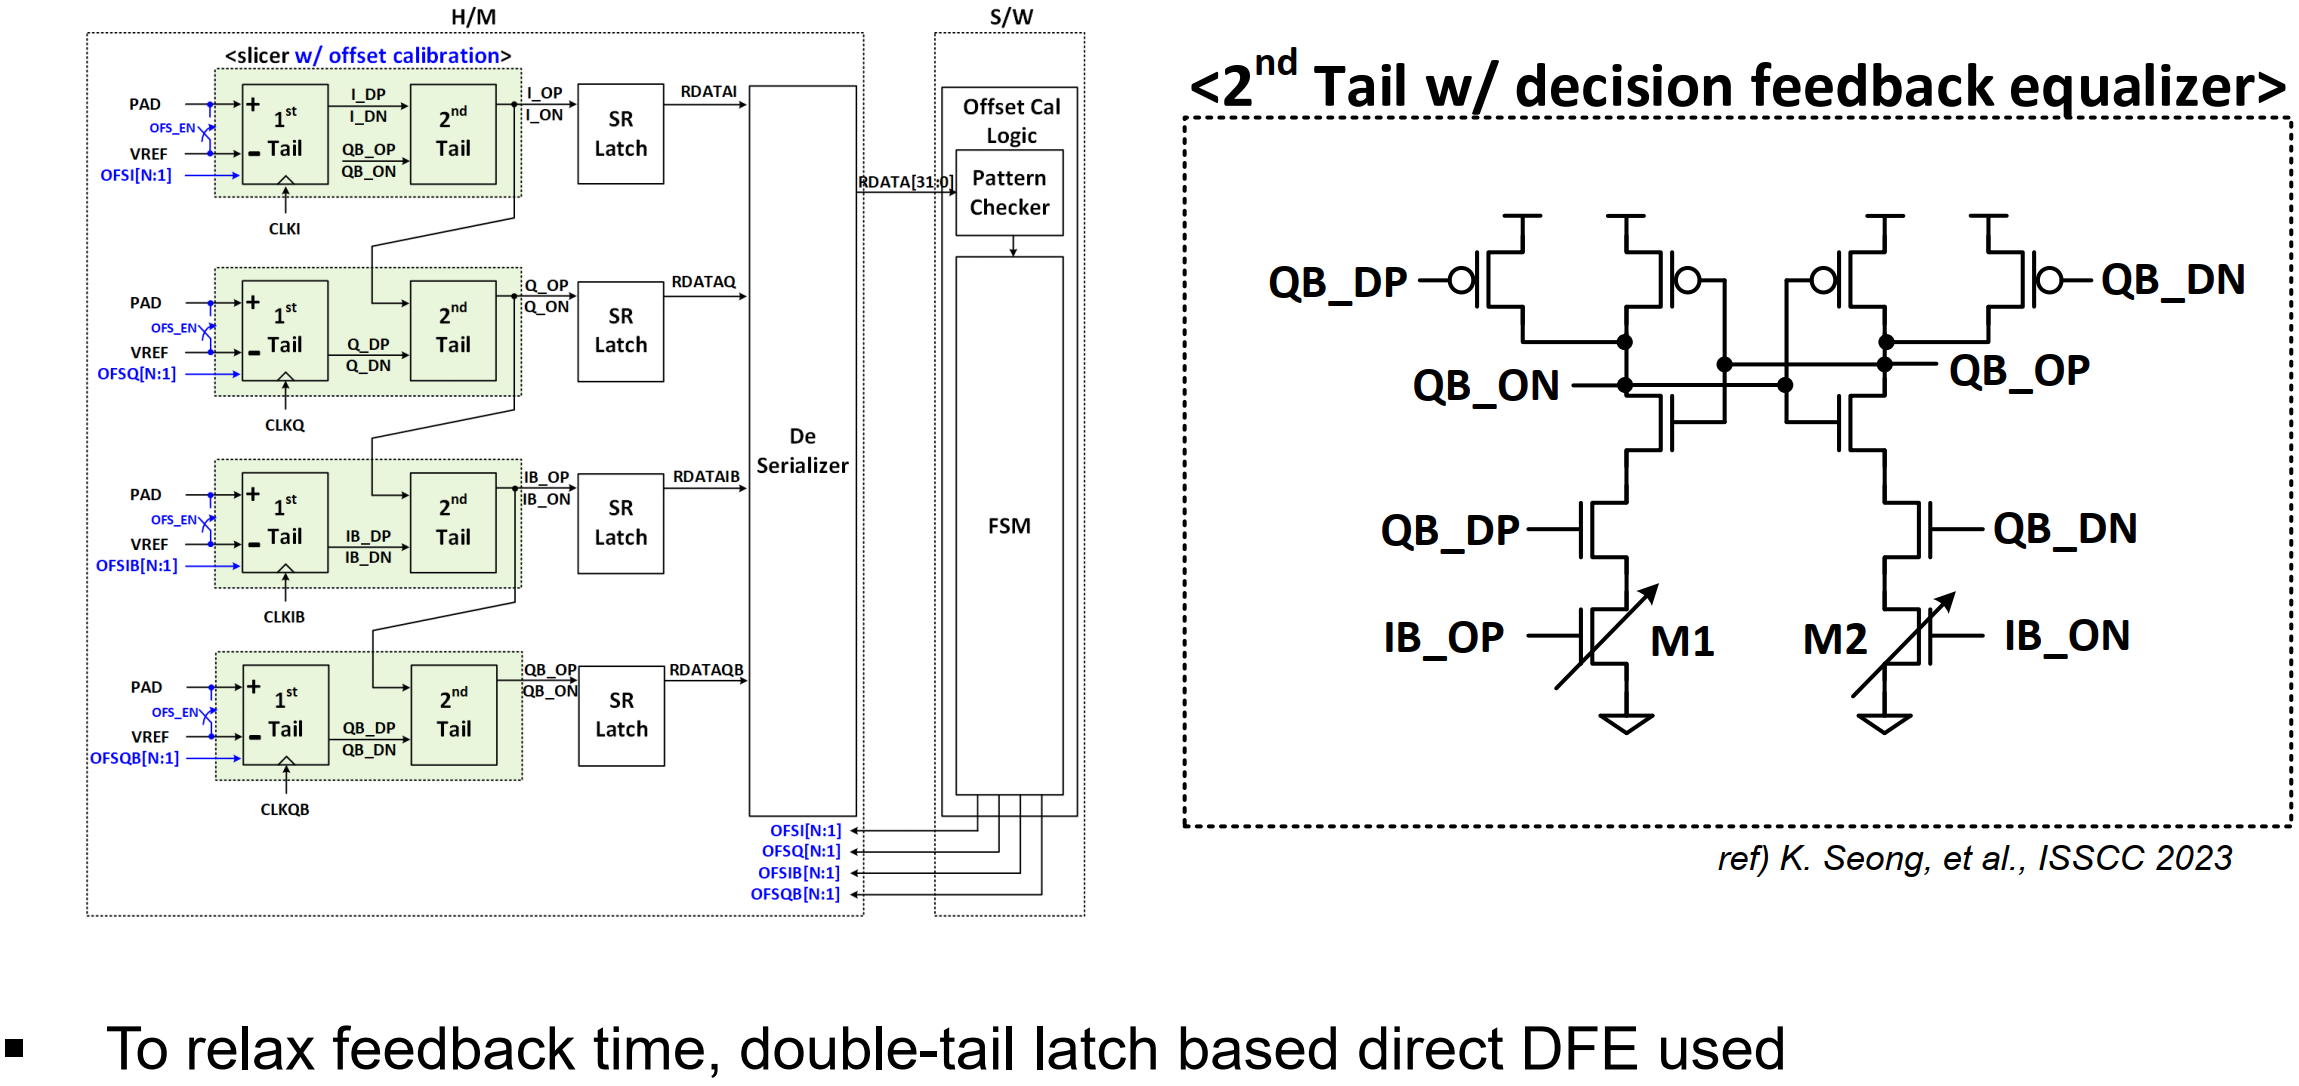 H/M
<slicer w/ offset calibration>
PAD
OFS_EN
VREF
OFSI[N:1]
+
-
1st
Tail
CLKI
I_DP
I_DN
QB_OP
QB_ON
2nd
Tail
I_OP
I_ON
SR
Latch
RDATAI
PAD
OFS_EN
VREF
OFSQ[N:1]
+
-
1st
Tail
CLKQ
Q_DP
Q_DN
2nd
Tail
Q_OP
Q_ON
SR
Latch
RDATAQ
PAD
OFS_EN
VREF
OFSIB[N:1]
+
-
1st
Tail
CLKIB
IB_DP
IB_DN
2nd
Tail
IB_OP
IB_ON
SR
Latch
RDATAIB
PAD
OFS_EN
VREF
OFSQB[N:1]
+
-
1st
Tail
CLKQB
QB_DP
QB_DN
2nd
Tail
QB_OP
QB_ON
SR
Latch
RDATAQB
De
Serializer
RDATA[31:0]
OFSI[N:1]
OFSQ[N:1]
OFSIB[N:1]
OFSQB[N:1]
S/W
Offset Cal
Logic
Pattern
Checker
FSM
<2nd Tail w/ decision feedback equalizer>
QB_DP
QB_DN
QB_ON
QB_OP
QB_DP
QB_DN
IB_OP
M1
M2
IB_ON
ref) K. Seong, et al., ISSCC 2023
▪ To relax feedback time, double-tail latch based direct DFE used